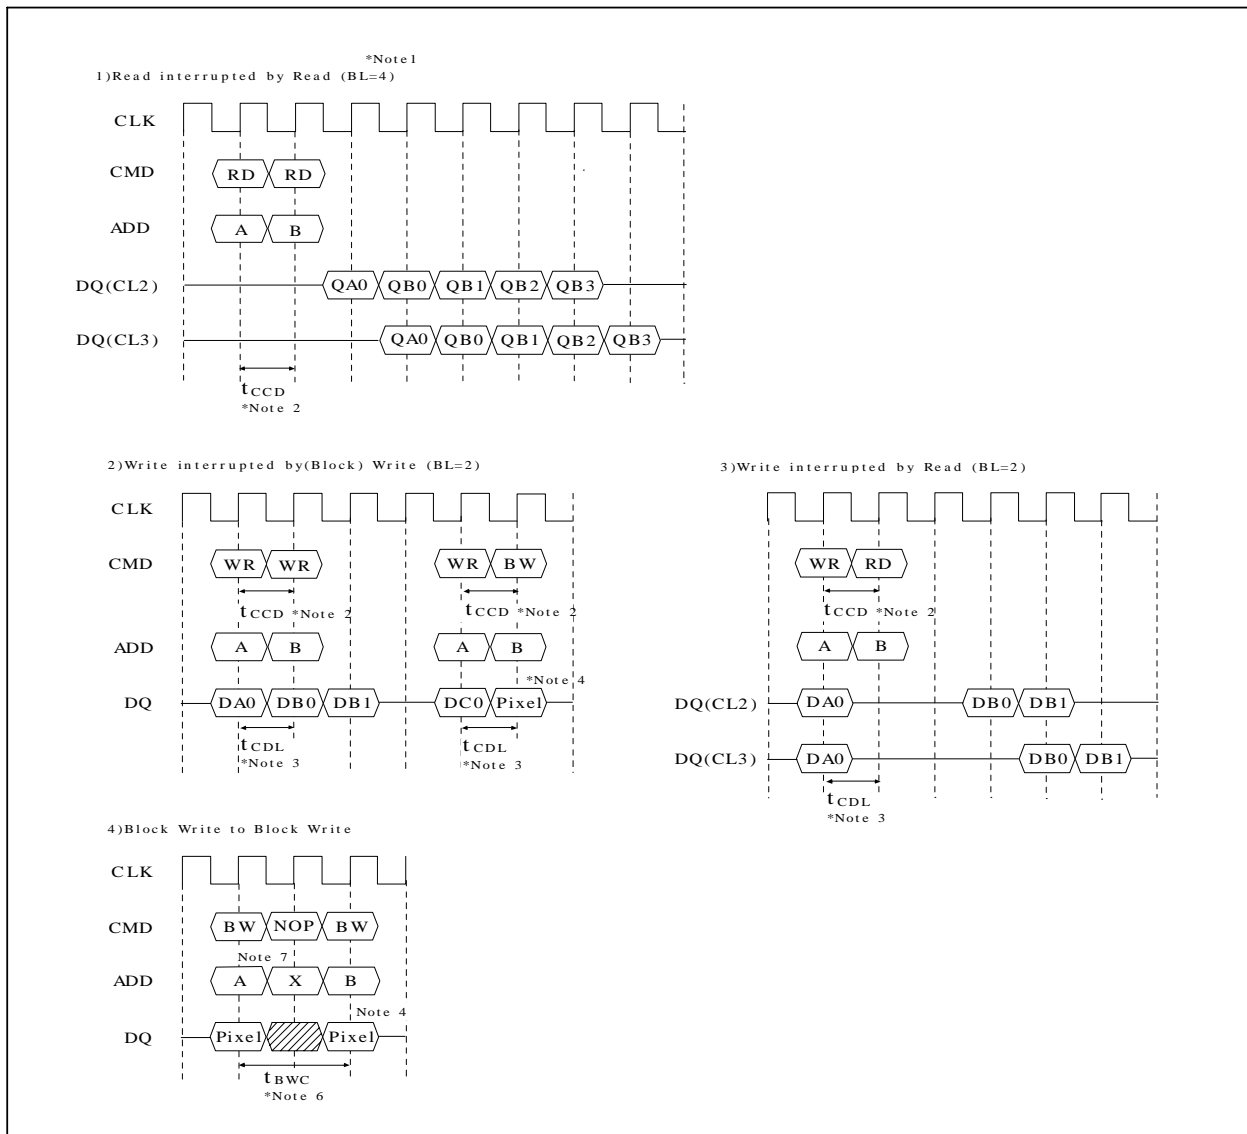 *Note1
1)Read interrupted by Read (BL=4)
CLK
CMD RD RD
ADD A B
DQ(CL2) QA0 QB0 QB1 QB2 QB3
DQ(CL3) QA0 QB0 QB1 QB2 QB3
tCCD
*Note 2
2)Write interrupted by(Block) Write (BL=2)
CLK
CMD WR WR WR BW
tCCD *Note 2 tCCD *Note 2
ADD A B A B
*Note 4
DQ DA0 DB0 DB1 DC0 Pixel
tCDL tCDL
*Note 3 *Note 3
3)Write interrupted by Read (BL=2)
WR RD
tCCD *Note 2
A B
DQ(CL2) DA0 DB0 DB1
DQ(CL3) DA0 DB0 DB1
tCDL
*Note 3
4)Block Write to Block Write
CLK
CMD BW NOP BW
Note 7
ADD A X B
Note 4
DQ Pixel Pixel
tBWC
*Note 6